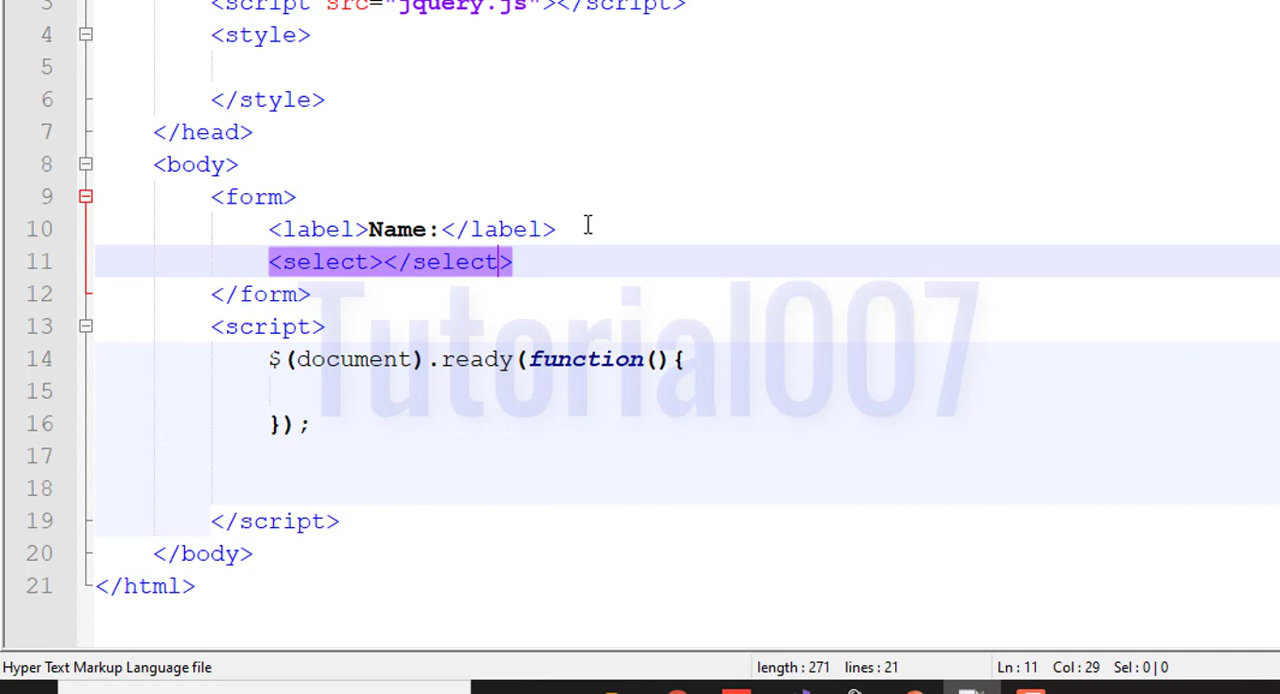 3 <script src="jquery.js"></script>
4 <style>
5
6 </style>
7 </head>
8 <body>
9 <form>
10 <label>Name:</label>
11 <select></select>
12 </form>
13 <script>
14 $(document).ready(function(){
15
16 });
17
18
19 </script>
20 </body>
21 </html>
Tutorial007
Hyper Text Markup Language file length : 271 lines : 21 Ln : 11 Col : 29 Sel : 0 | 0